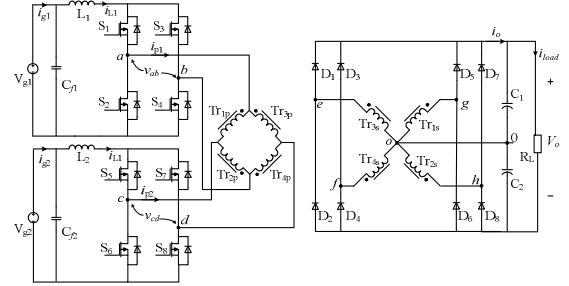 i_g1 L_1 i_L1
S_1 S_3
a i_p1
b
V_g1 C_f1 v_ab
S_2 S_4
Tr_1p Tr_3p
Tr_2p Tr_4p
i_g2 L_2 i_L1
S_5 S_7
c i_p2
d
V_g2 C_f2 v_cd
S_6 S_8
i_o
i_load
D_1 D_3 D_5 D_7
e g
Tr_3s Tr_1s
C_1 +
o 0 V_o
Tr_4s Tr_2s
R_L
f h C_2
D_2 D_4 D_6 D_8 −